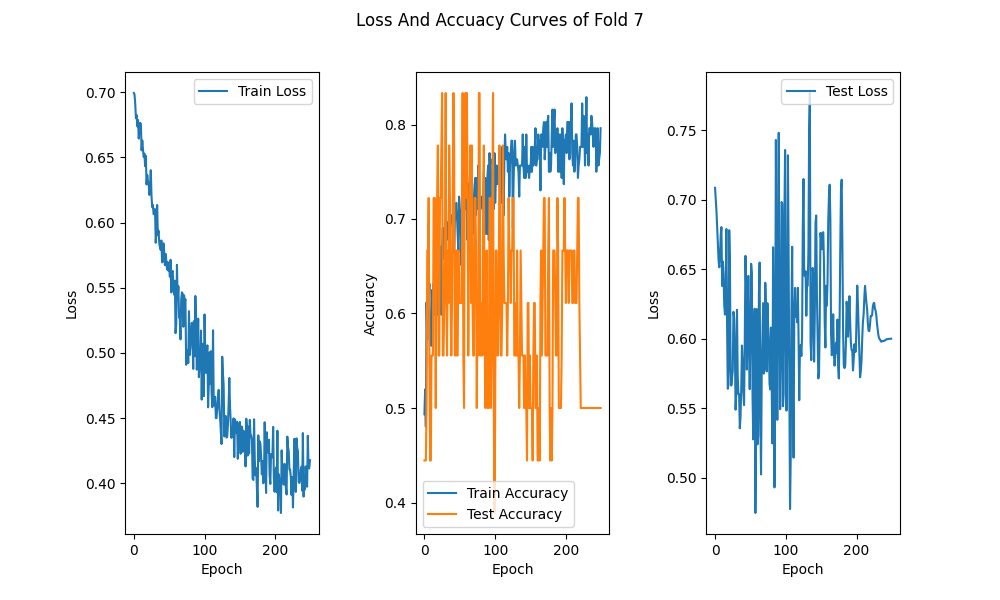 Loss And Accuacy Curves of Fold 7
Train Loss
0.70
0.65
0.60
0.55
0.50
0.45
0.40
Loss
0
100
200
Epoch
0.8
0.7
0.6
0.5
0.4
Accuracy
Train Accuracy
Test Accuracy
0
100
200
Epoch
Test Loss
0.75
0.70
0.65
0.60
0.55
0.50
Loss
0
100
200
Epoch